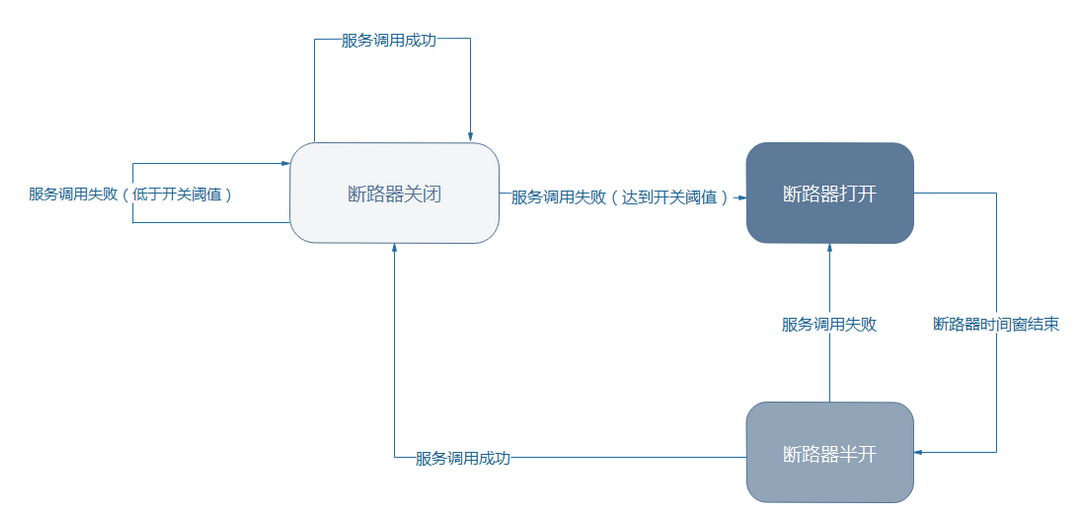 服务调用成功
服务调用失败（低于开关阈值）
断路器关闭
服务调用失败（达到开关阈值）
断路器打开
服务调用失败
断路器时间窗结束
断路器半开
服务调用成功